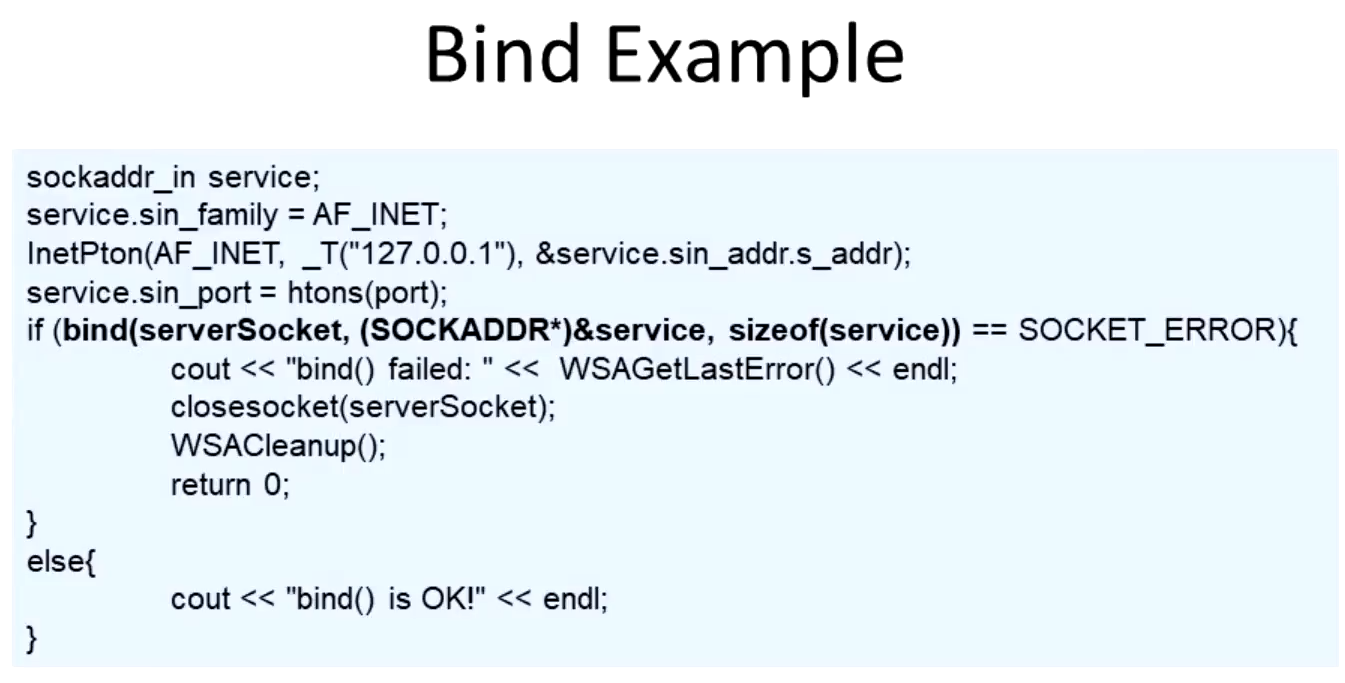 Bind Example
sockaddr_in service;
service.sin_family = AF_INET;
InetPton(AF_INET, _T("127.0.0.1"), &service.sin_addr.s_addr);
service.sin_port = htons(port);
if (bind(serverSocket, (SOCKADDR*)&service, sizeof(service)) == SOCKET_ERROR){
cout << "bind() failed: " << WSAGetLastError() << endl;
closesocket(serverSocket);
WSACleanup();
return 0;
}
else{
cout << "bind() is OK!" << endl;
}